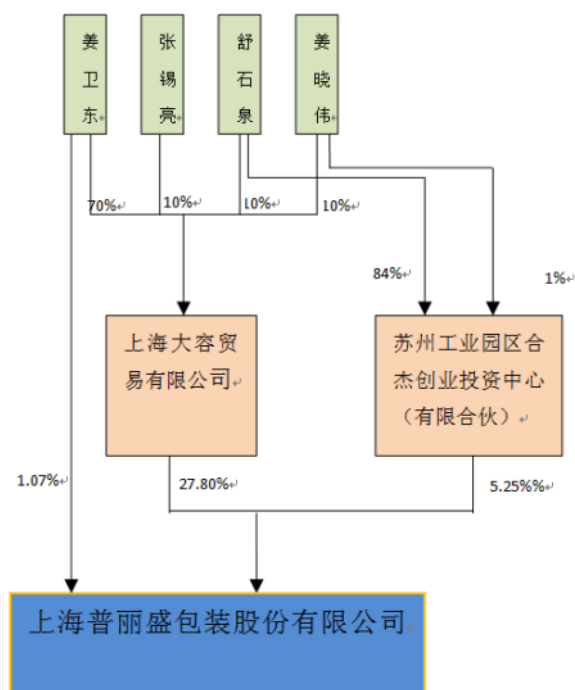 姜卫东
张锡亮
舒石泉
姜晓伟
70%
10%
10%
10%
84%
1%
上海大容贸
易有限公司
苏州工业园区合
杰创业投资中心
（有限合伙）
1.07%
27.80%
5.25%%
上海普丽盛包装股份有限公司